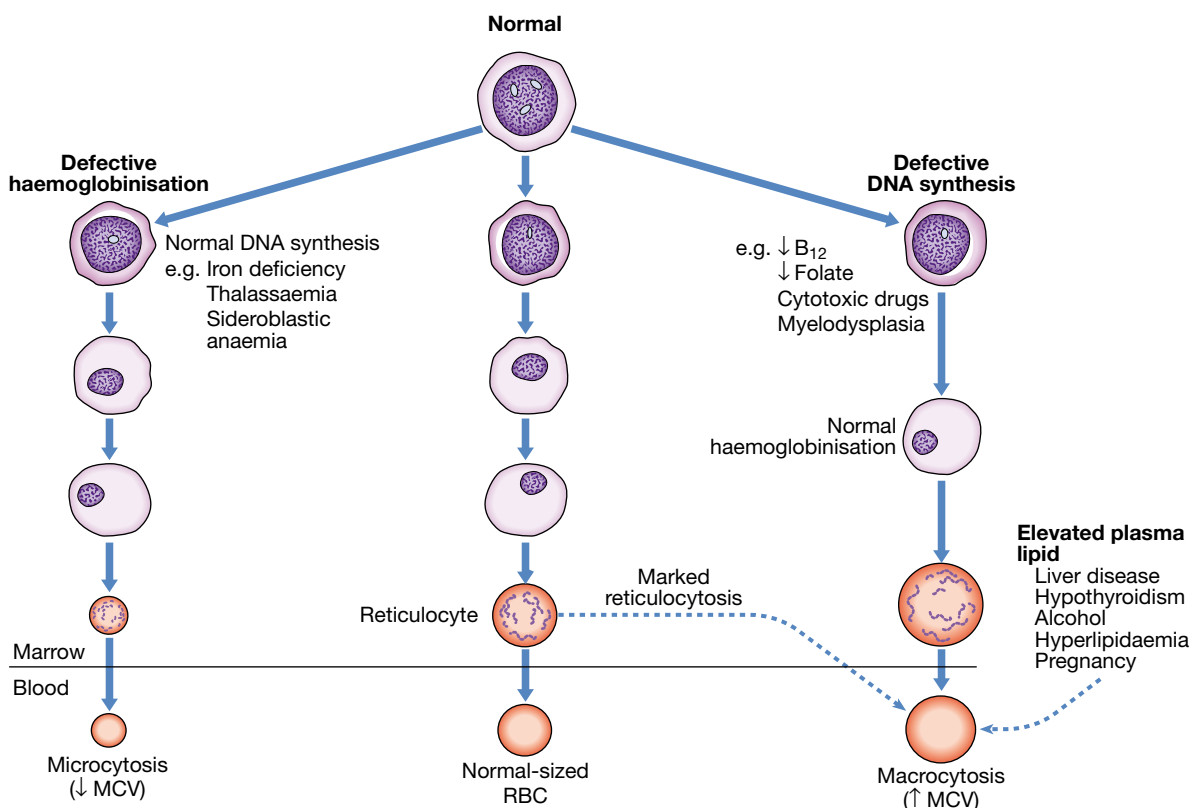 Normal
Defective
haemoglobinisation
Normal DNA synthesis
e.g. Iron deficiency
Thalassaemia
Sideroblastic
anaemia
Defective
DNA synthesis
e.g. ↓ B₁₂
↓ Folate
Cytotoxic drugs
Myelodysplasia
Normal
haemoglobinisation
Elevated plasma
lipid
Liver disease
Hypothyroidism
Alcohol
Hyperlipidaemia
Pregnancy
Reticulocyte
Marked
reticulocytosis
Marrow
Blood
Microcytosis
(↓ MCV)
Normal-sized
RBC
Macrocytosis
(↑ MCV)